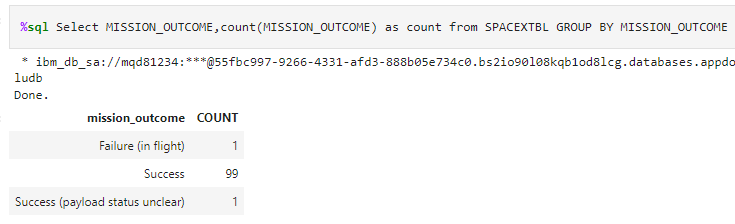 %sql Select MISSION_OUTCOME,count(MISSION_OUTCOME) as count from SPACEXTBL GROUP BY MISSION_OUTCOME
* ibm_db_sa://mqd81234:***@55fbc997-9266-4331-afd3-888b05e734c0.bs2io90l08kqb1od8lcg.databases.appdo
ludb
Done.
mission_outcome COUNT
Failure (in flight) 1
Success 99
Success (payload status unclear) 1